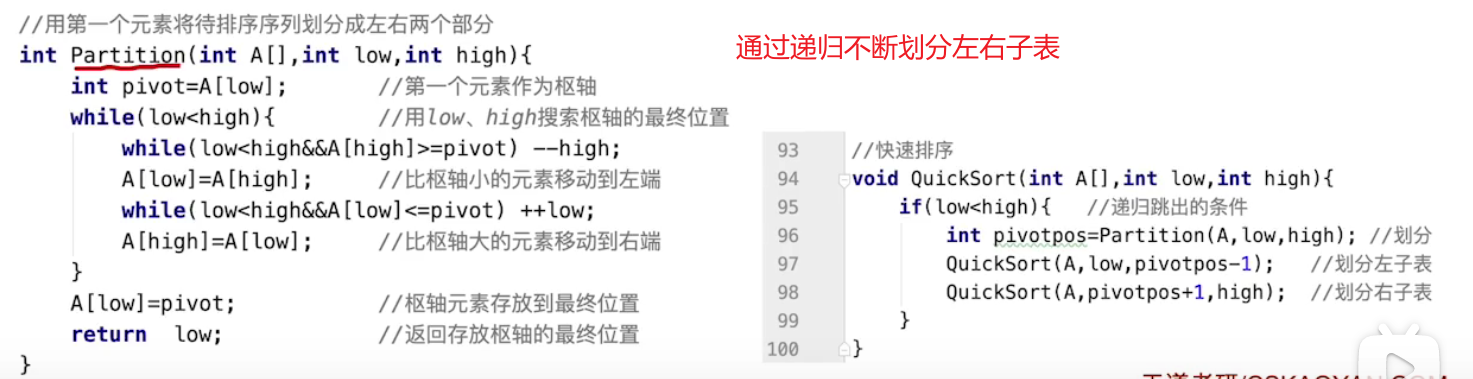 //用第一个元素将待排序序列划分成左右两个部分
int Partition(int A[],int low,int high){
int pivot=A[low]; //第一个元素作为枢轴
while(low<high){ //用low、high搜索枢轴的最终位置
while(low<high&&A[high]>=pivot) --high;
A[low]=A[high]; //比枢轴小的元素移动到左端
while(low<high&&A[low]<=pivot) ++low;
A[high]=A[low]; //比枢轴大的元素移动到右端
}
A[low]=pivot; //枢轴元素存放到最终位置
return low; //返回存放枢轴的最终位置
}
通过递归不断划分左右子表
93 //快速排序
94 void QuickSort(int A[],int low,int high){
95 if(low<high){ //递归跳出的条件
96 int pivotpos=Partition(A,low,high); //划分
97 QuickSort(A,low,pivotpos-1); //划分左子表
98 QuickSort(A,pivotpos+1,high); //划分右子表
99 }
100 }